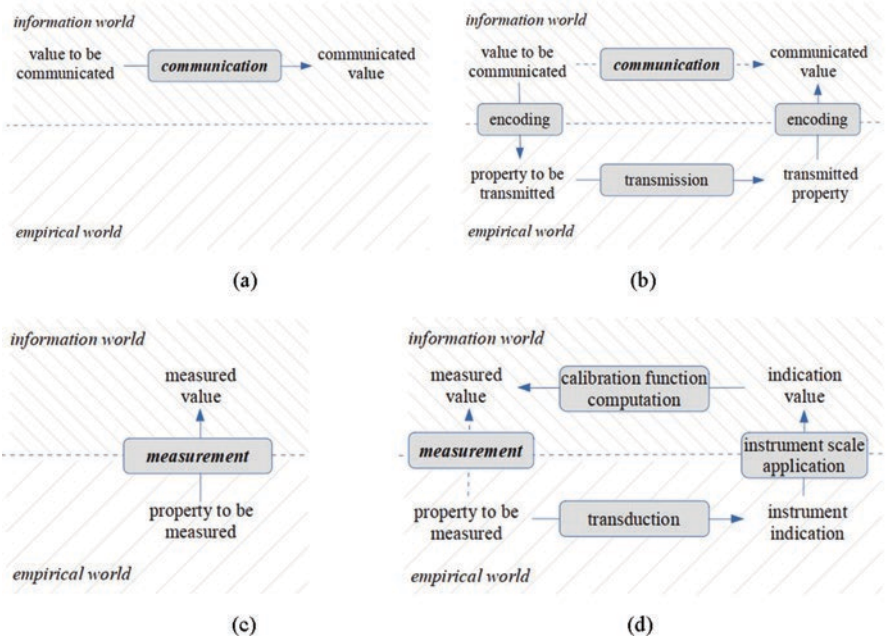 information world
value to be
communicated
communication
communicated
value
empirical world
(a)
information world
value to be
communicated
communication
communicated
value
encoding
encoding
property to be
transmitted
transmission
transmitted
property
empirical world
(b)
information world
measured
value
measurement
property to be
measured
empirical world
(c)
information world
measured
value
calibration function
computation
indication
value
measurement
instrument scale
application
property to be
measured
transduction
instrument
indication
empirical world
(d)